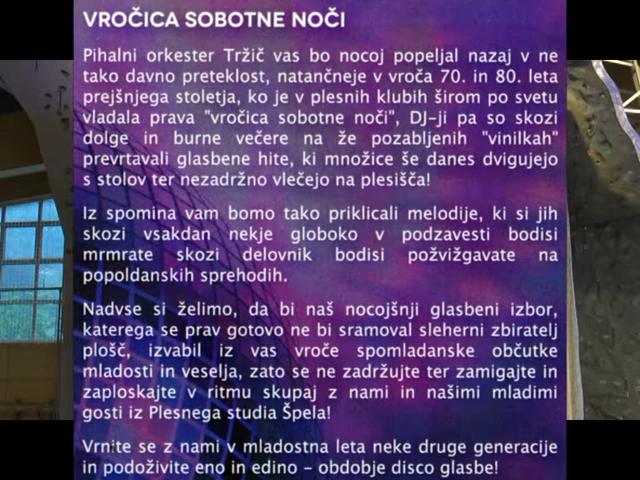 VROČICA SOBOTNE NOČI
Pihalni orkester Tržič vas bo nocoj popeljal nazaj v ne
tako davno preteklost, natančneje v vroča 70. in 80. leta
prejšnjega stoletja, ko je v plesnih klubih širom po svetu
vladala prava "vročica sobotne noči", DJ-ji pa so skozi
dolge in burne večere na že pozabljenih "vinilkah"
prevrtavali glasbene hite, ki množice še danes dvigujejo
s stolov ter nezadržno vlečejo na plesišča!
Iz spomina vam bomo tako priklicali melodije, ki si jih
skozi vsakdan nekje globoko v podzavesti bodisi
mrmrate skozi delovnik bodisi požvižgavate na
popoldanskih sprehodih.
Nadvse si želimo, da bi naš nocojšnji glasbeni izbor,
katerega se prav gotovo ne bi sramoval sleherni zbiratelj
plošč, izvabil iz vas vroče spomladanske občutke
mladosti in veselja, zato se ne zadržujte ter zamigajte in
zaploskajte v ritmu skupaj z nami in našimi mladimi
gosti iz Plesnega studia Špela!
Vrnite se z nami v mladostna leta neke druge generacije
in podoživite eno in edino – obdobje disco glasbe!